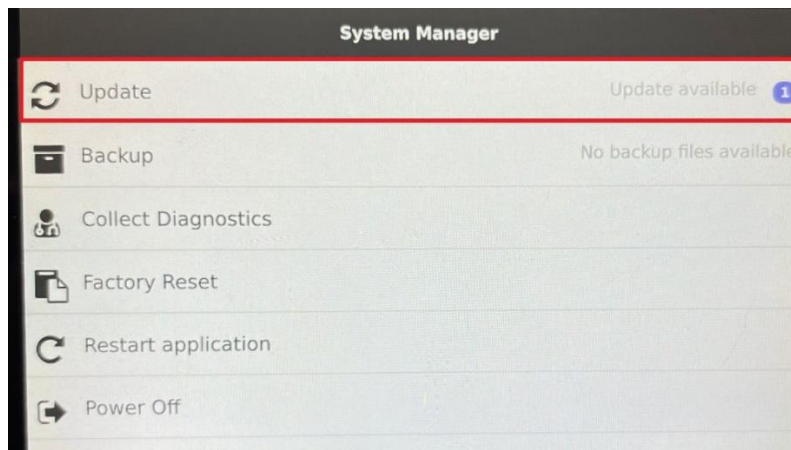 System Manager
Update Update available 1
Backup No backup files available
Collect Diagnostics
Factory Reset
Restart application
Power Off